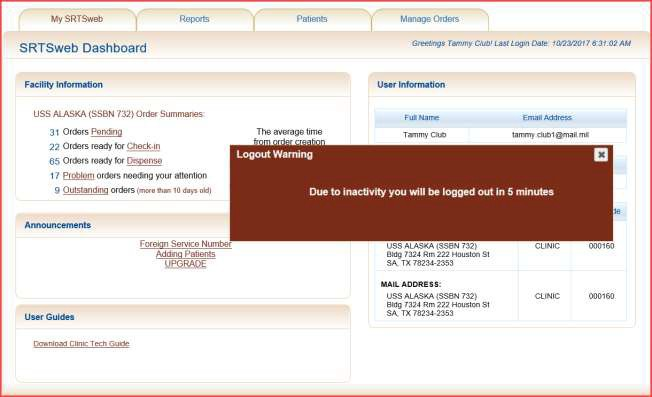 My SRTSweb
Reports
Patients
Manage Orders
SRTSweb Dashboard
Greetings Tammy Club! Last Login Date: 10/23/2017 6:31:02 AM
Facility Information
USS ALASKA (SSBN 732) Order Summaries:
31 Orders Pending
22 Orders ready for Check-in
65 Orders ready for Dispense
17 Problem orders needing your attention
9 Outstanding orders (more than 10 days old)
The average time
from order creation
User Information
Full Name
Email Address
Tammy Club
tammy.club1@mail.mil
Logout Warning
Due to inactivity you will be logged out in 5 minutes
Announcements
Foreign Service Number
Adding Patients
UPGRADE
USS ALASKA (SSBN 732)
CLINIC
000160
Bldg 7324 Rm 222 Houston St
SA, TX 78234-2353
MAIL ADDRESS:
USS ALASKA (SSBN 732)
CLINIC
000160
Bldg 7324 Rm 222 Houston St
SA, TX 78234-2353
User Guides
Download Clinic Tech Guide